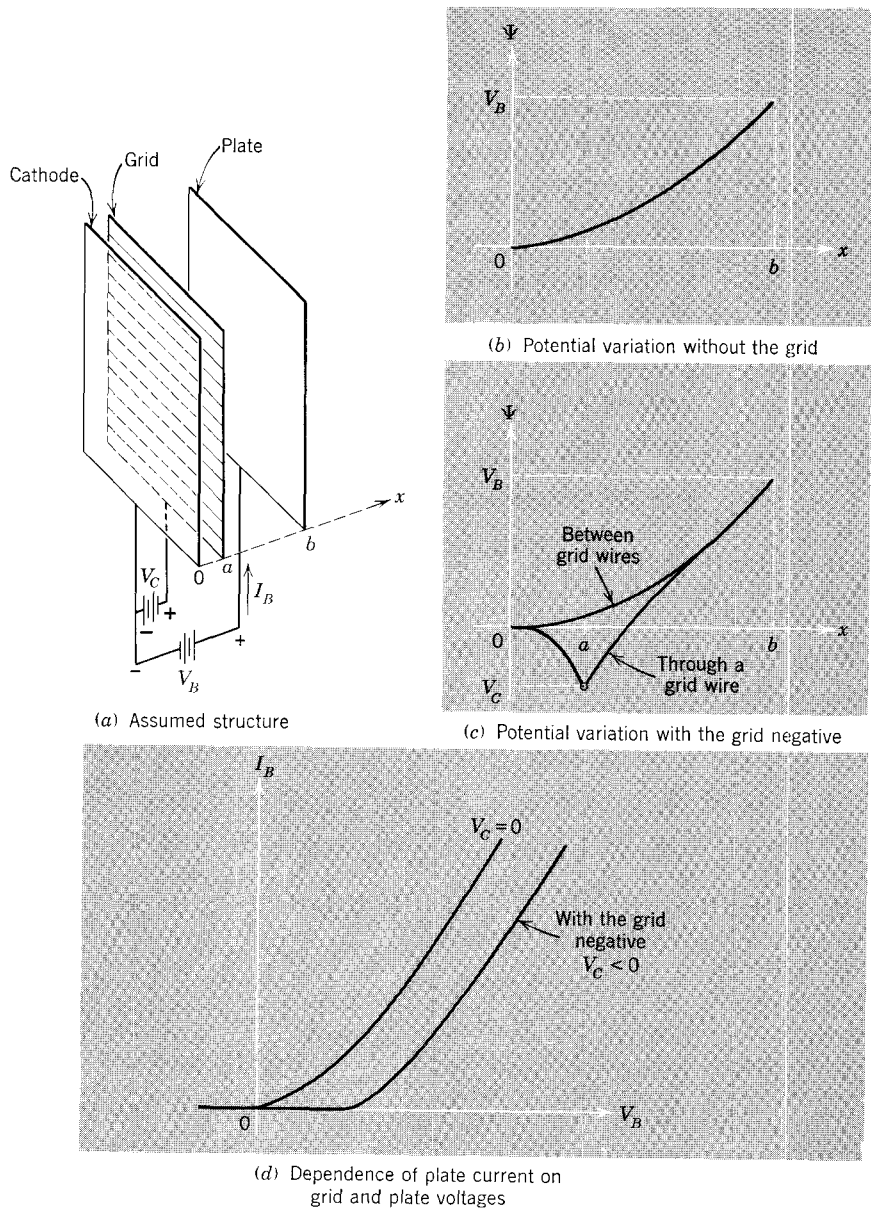 Cathode
Grid
Plate
x
b
a
0
I_B
V_C
+
−
V_B
−
+
(a) Assumed structure
Ψ
V_B
0
b
x
(b) Potential variation without the grid
Ψ
V_B
Between
grid wires
0
a
b
x
V_C
Through a
grid wire
(c) Potential variation with the grid negative
I_B
V_C = 0
With the grid
negative
V_C < 0
0
V_B
(d) Dependence of plate current on
grid and plate voltages